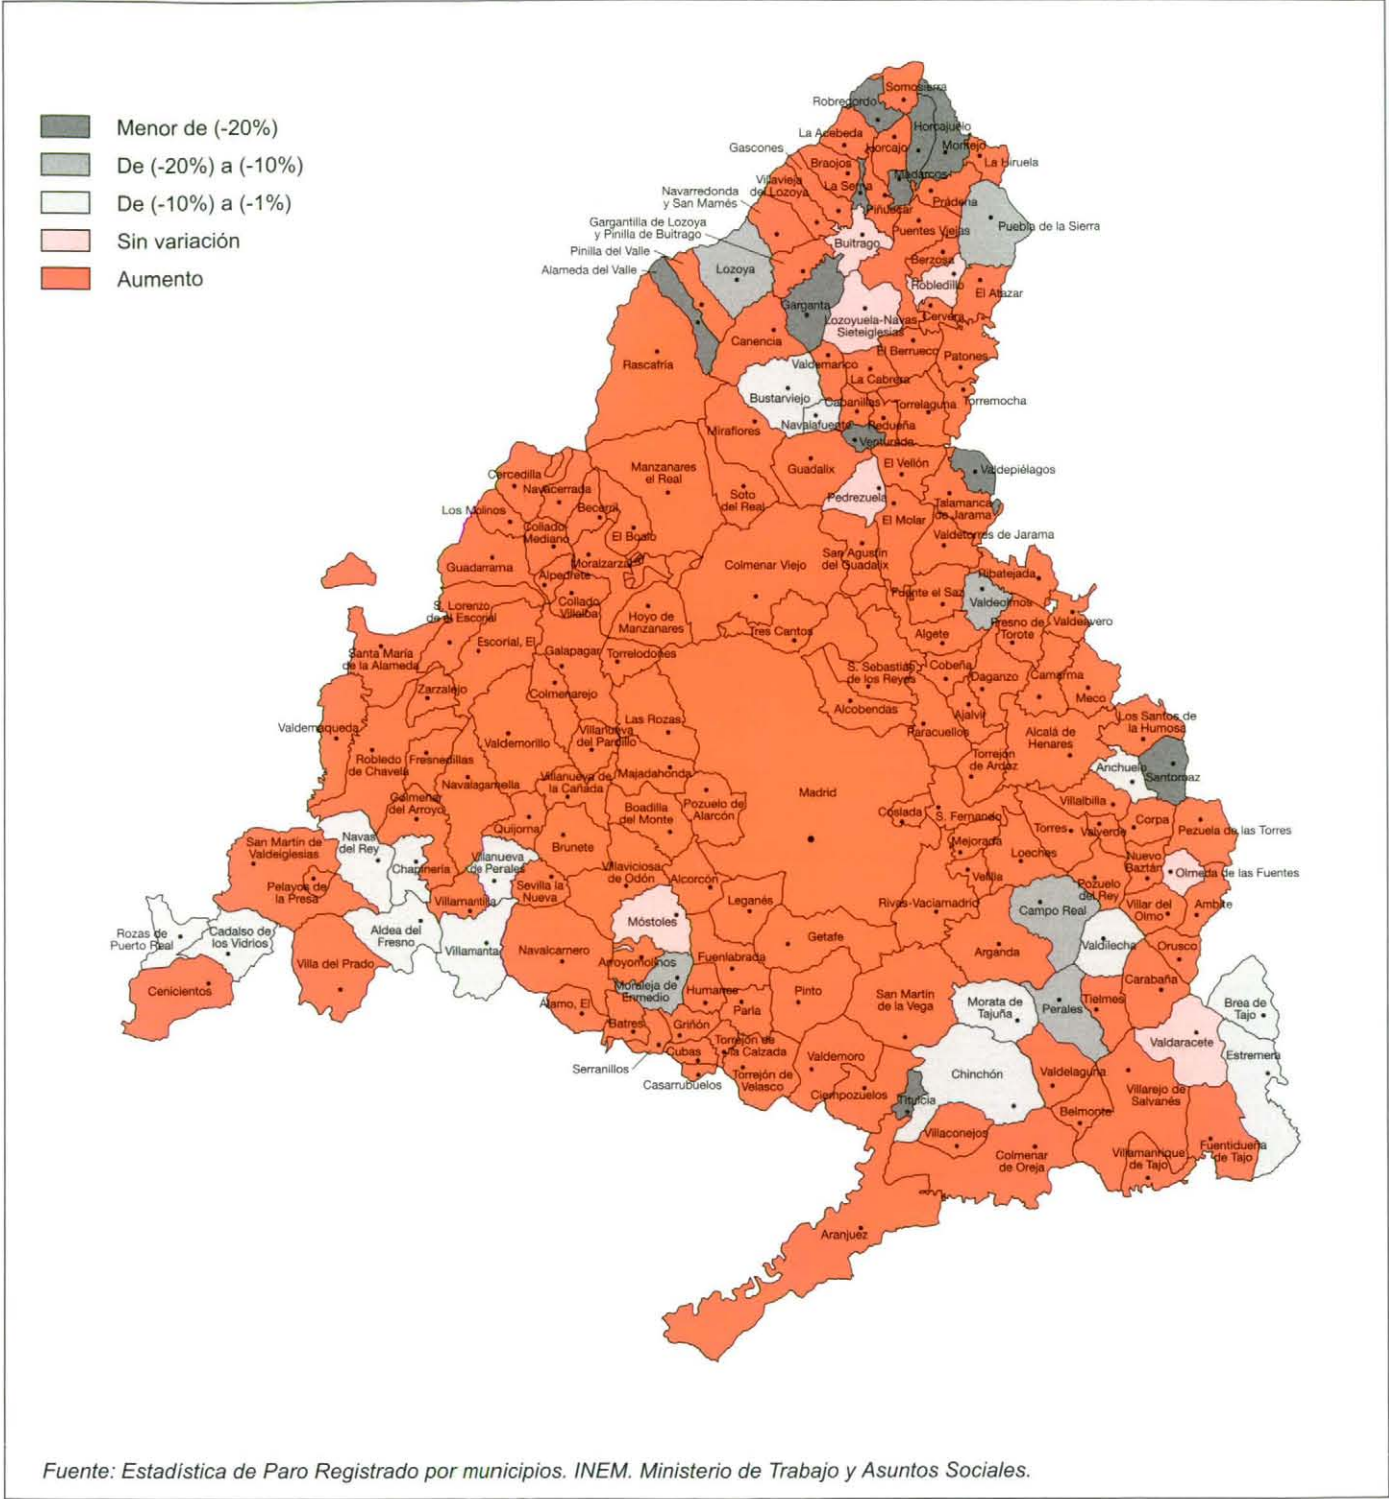 Menor de (-20%)
De (-20%) a (-10%)
De (-10%) a (-1%)
Sin variación
Aumento
Somosierra
Robregordo
Horcajuelo
La Acebeda
Horcajo
Montejo
Gascones
La Hiruela
Braojos
Madarcos
Villavieja
del Lozoya
La Serna
Navarredonda
y San Mamés
Prádena
Piñuécar
Gargantilla de Lozoya
y Pinilla de Buitrago
Puentes Viejas
Puebla de la Sierra
Buitrago
Pinilla del Valle
Berzosa
Alameda del Valle
Lozoya
Robledillo
El Atazar
Garganta
Lozoyuela-Navas-
Sieteiglesias
Cervera
Canencia
El Berrueco
Patones
Rascafría
Valdemanco
La Cabrera
Bustarviejo
Cabanillas
Torrelaguna
Torremocha
Navalafuente
Redueña
Miraflores
Venturada
Guadalix
El Vellón
Valdepiélagos
Manzanares
el Real
Cercedilla
Navacerrada
Soto
del Real
Pedrezuela
Talamanca
de Jarama
Los Molinos
Becerril
El Molar
Collado
Mediano
El Boalo
Valdetorres de Jarama
San Agustín
del Guadalix
Guadarrama
Moralzarzal
Colmenar Viejo
Alpedrete
Ribatejada
Fuente el Saz
Valdeolmos
S. Lorenzo
de el Escorial
Collado
Villalba
Hoyo de
Manzanares
Fresno de
Torote
Valdeavero
Tres Cantos
Algete
Escorial, El
Galapagar
Torrelodones
Santa María
de la Alameda
S. Sebastián
de los Reyes
Cobeña
Daganzo
Camarma
Zarzalejo
Colmenarejo
Meco
Alcobendas
Ajalvir
Las Rozas
Los Santos de
la Humosa
Valdemaqueda
Villanueva
del Pardillo
Paracuellos
Alcalá de
Henares
Valdemorillo
Robledo
de Chavela
Fresnedillas
Torrejón
de Ardoz
Anchuelo
Santorcaz
Navalagamella
Villanueva de
la Cañada
Majadahonda
Madrid
Colmenar
del Arroyo
Boadilla
del Monte
Pozuelo de
Alarcón
Villalbilla
Coslada
S. Fernando
Quijorna
Torres
Valverde
Corpa
Pezuela de las Torres
San Martín de
Valdeiglesias
Navas
del Rey
Brunete
Mejorada
Loeches
Nuevo
Baztán
Chapinería
Villanueva
de Perales
Villaviciosa
de Odón
Alcorcón
Velilla
Olmeda de las Fuentes
Pelayos de
la Presa
Sevilla la
Nueva
Pozuelo
del Rey
Villamantilla
Leganés
Rivas-Vaciamadrid
Campo Real
Villar del
Olmo
Ambite
Móstoles
Rozas de
Puerto Real
Cadalso de
los Vidrios
Aldea del
Fresno
Getafe
Villamanta
Valdilecha
Orusco
Navalcarnero
Arganda
Villa del Prado
Arroyomolinos
Fuenlabrada
Carabaña
Cenicientos
Moraleja de
Enmedio
Humanes
Pinto
San Martín
de la Vega
Morata de
Tajuña
Tielmes
Perales
Brea de
Tajo
Álamo, El
Parla
Batres
Griñón
Valdaracete
Torrejón de
la Calzada
Cubas
Valdemoro
Estremera
Serranillos
Casarrubuelos
Torrejón de
Velasco
Chinchón
Valdelaguna
Villarejo de
Salvanés
Ciempozuelos
Titulcia
Belmonte
Villaconejos
Fuentidueña
de Tajo
Colmenar
de Oreja
Villamanrique
de Tajo
Aranjuez
Fuente: Estadística de Paro Registrado por municipios. INEM. Ministerio de Trabajo y Asuntos Sociales.